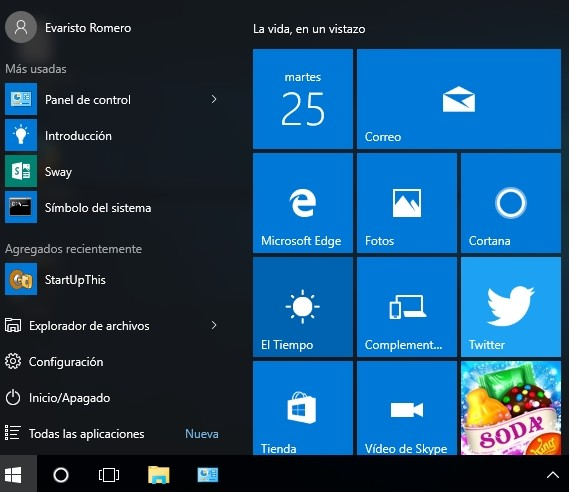 Evaristo Romero
Más usadas
Panel de control
Introducción
Sway
Símbolo del sistema
Agregados recientemente
StartUpThis
Explorador de archivos
Configuración
Inicio/Apagado
Todas las aplicaciones Nueva
La vida, en un vistazo
martes
25
Correo
Microsoft Edge Fotos Cortana
El Tiempo Complement... Twitter
Tienda Vídeo de Skype
SODA
King